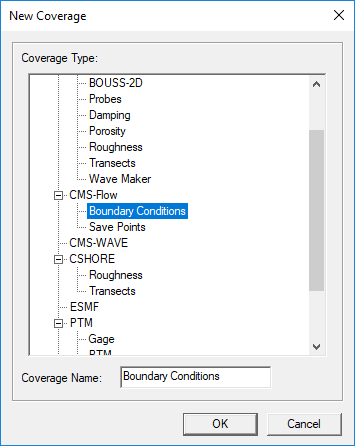 New Coverage
Coverage Type:
BOUSS-2D
Probes
Damping
Porosity
Roughness
Transects
Wave Maker
CMS-Flow
Boundary Conditions
Save Points
CMS-WAVE
CSHORE
Roughness
Transects
ESMF
PTM
Gage
PTM
Coverage Name: Boundary Conditions
OK Cancel